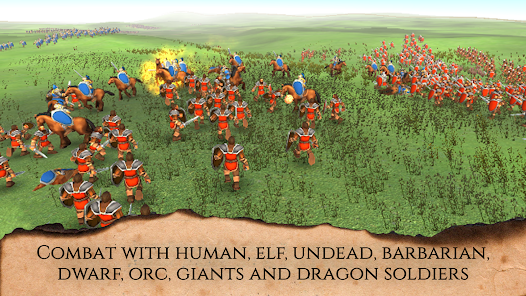 COMBAT WITH HUMAN, ELF, UNDEAD, BARBARIAN,
DWARF, ORC, GIANTS AND DRAGON SOLDIERS